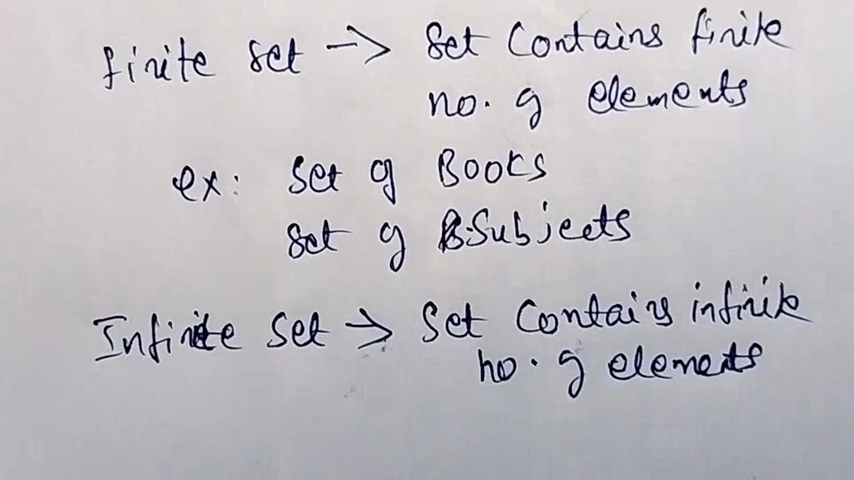 finite set -> Set Contains finite
no. of elements
ex: Set of Books
Set of Subjects
Infinite Set -> Set Contains infinite
no. of elements